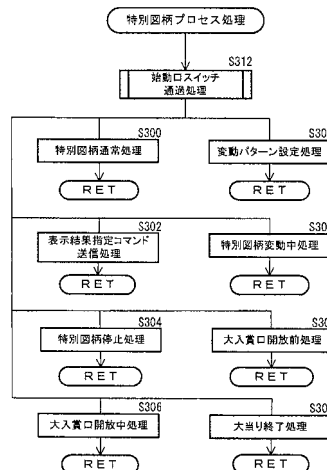 特別図柄プロセス処理
S312
始動口スイッチ
通過処理
S300
特別図柄通常処理
RET
S30
変動パターン設定処理
RET
S302
表示結果指定コマンド
送信処理
RET
S30
特別図柄変動中処理
RET
S304
特別図柄停止処理
RET
S30
大入賞口開放前処理
RET
S306
大入賞口開放中処理
RET
S30
大当り終了処理
RET